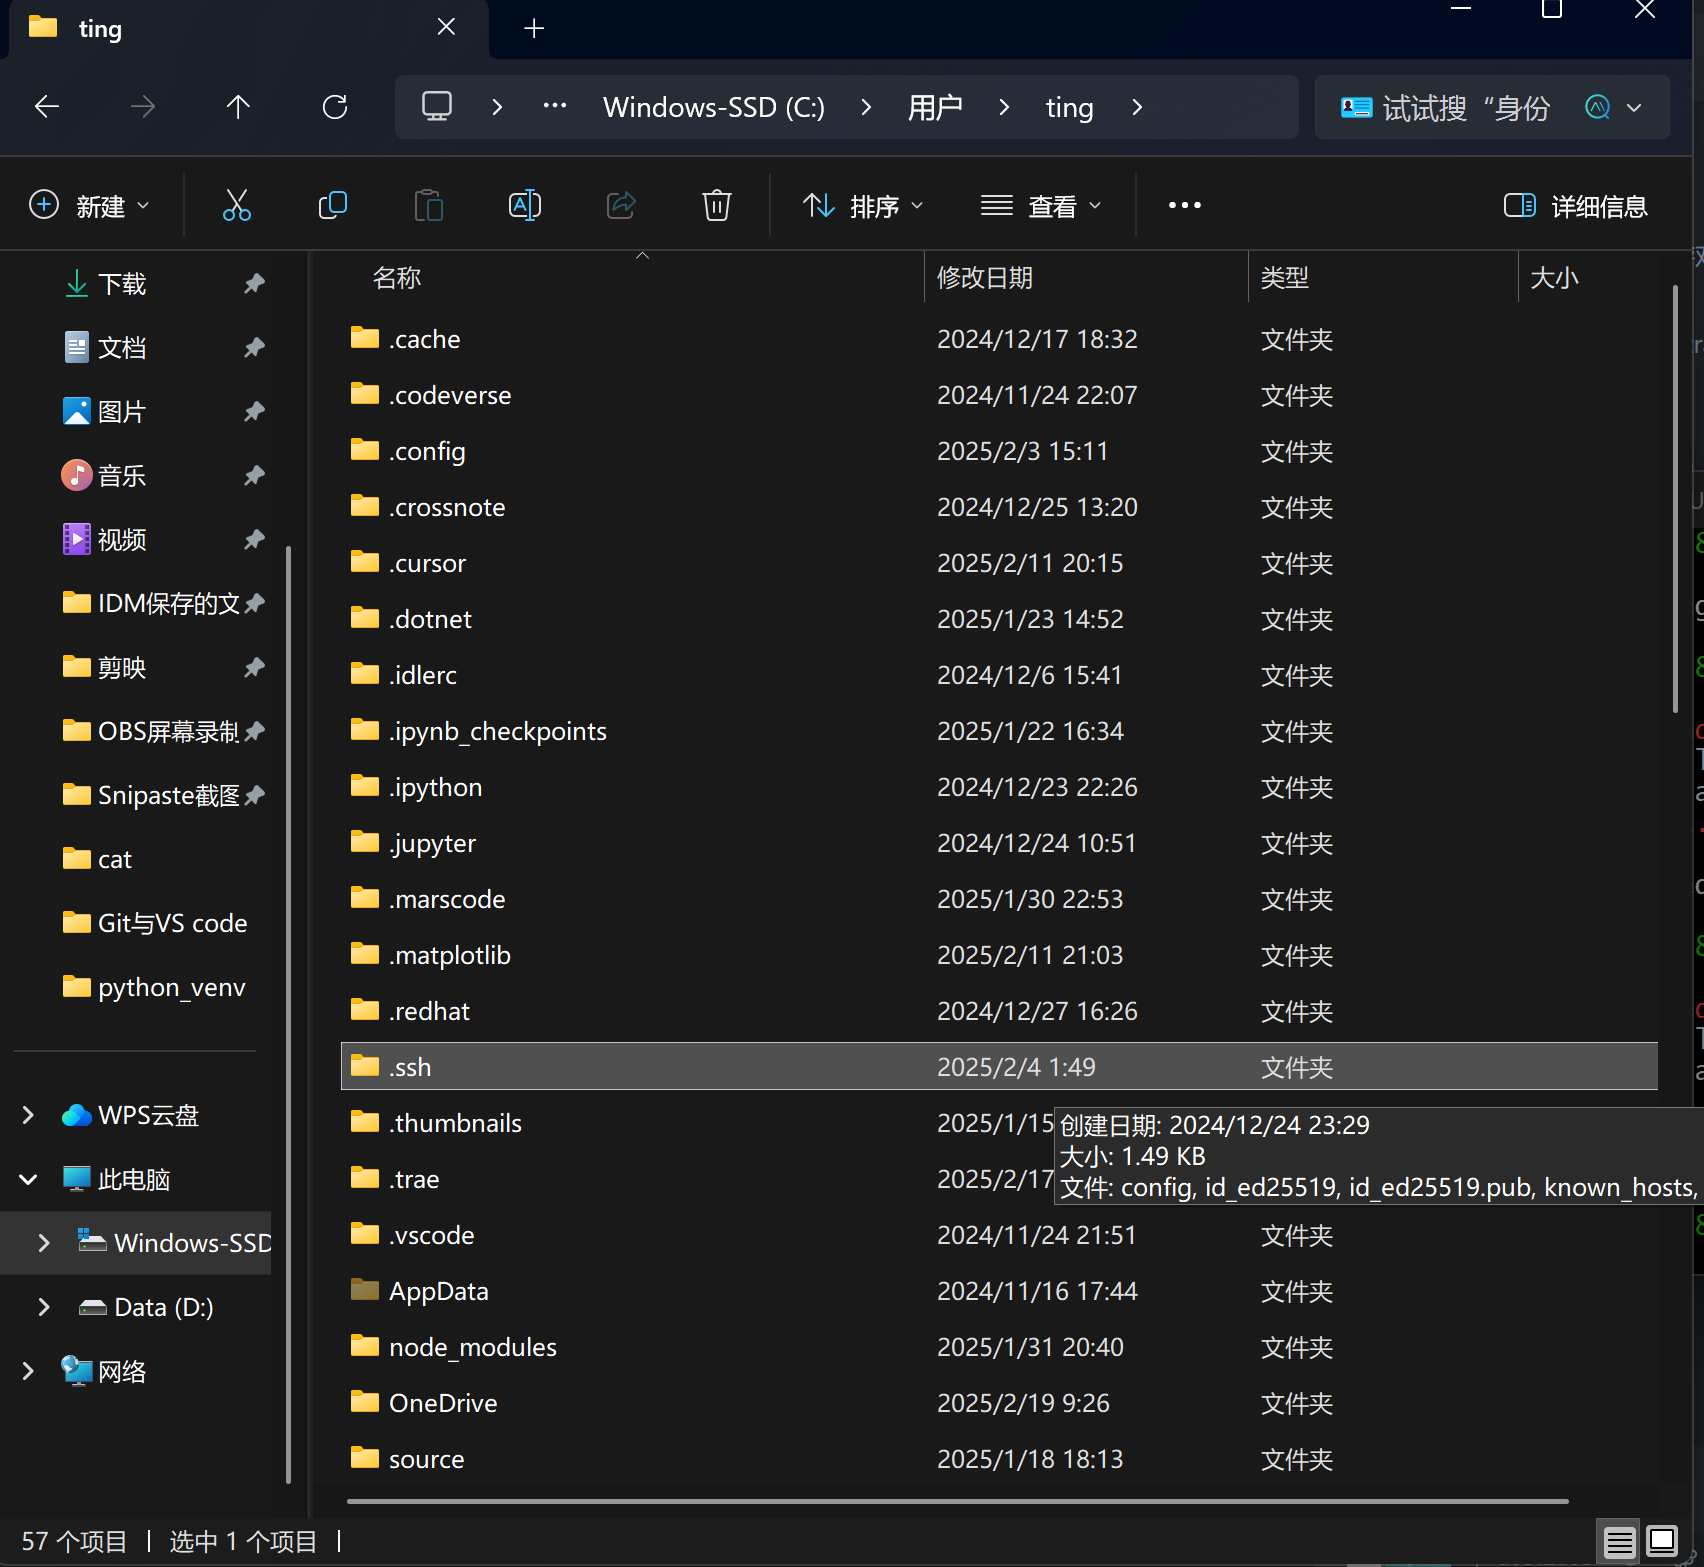 ting
Windows-SSD (C:) 用户 ting
试试搜“身份
新建 排序 查看 详细信息
名称 修改日期 类型 大小
下载
文档
图片
音乐
视频
IDM保存的文
剪映
OBS屏幕录制
Snipaste截图
cat
Git与VS code
python_venv
WPS云盘
此电脑
Windows-SSD
Data (D:)
网络
.cache 2024/12/17 18:32 文件夹
.codeverse 2024/11/24 22:07 文件夹
.config 2025/2/3 15:11 文件夹
.crossnote 2024/12/25 13:20 文件夹
.cursor 2025/2/11 20:15 文件夹
.dotnet 2025/1/23 14:52 文件夹
.idlerc 2024/12/6 15:41 文件夹
.ipynb_checkpoints 2025/1/22 16:34 文件夹
.ipython 2024/12/23 22:26 文件夹
.jupyter 2024/12/24 10:51 文件夹
.marscode 2025/1/30 22:53 文件夹
.matplotlib 2025/2/11 21:03 文件夹
.redhat 2024/12/27 16:26 文件夹
.ssh 2025/2/4 1:49 文件夹
.thumbnails 2025/1/15
.trae 2025/2/17
创建日期: 2024/12/24 23:29
大小: 1.49 KB
文件: config, id_ed25519, id_ed25519.pub, known_hosts,
.vscode 2024/11/24 21:51 文件夹
AppData 2024/11/16 17:44 文件夹
node_modules 2025/1/31 20:40 文件夹
OneDrive 2025/2/19 9:26 文件夹
source 2025/1/18 18:13 文件夹
57 个项目 选中 1 个项目